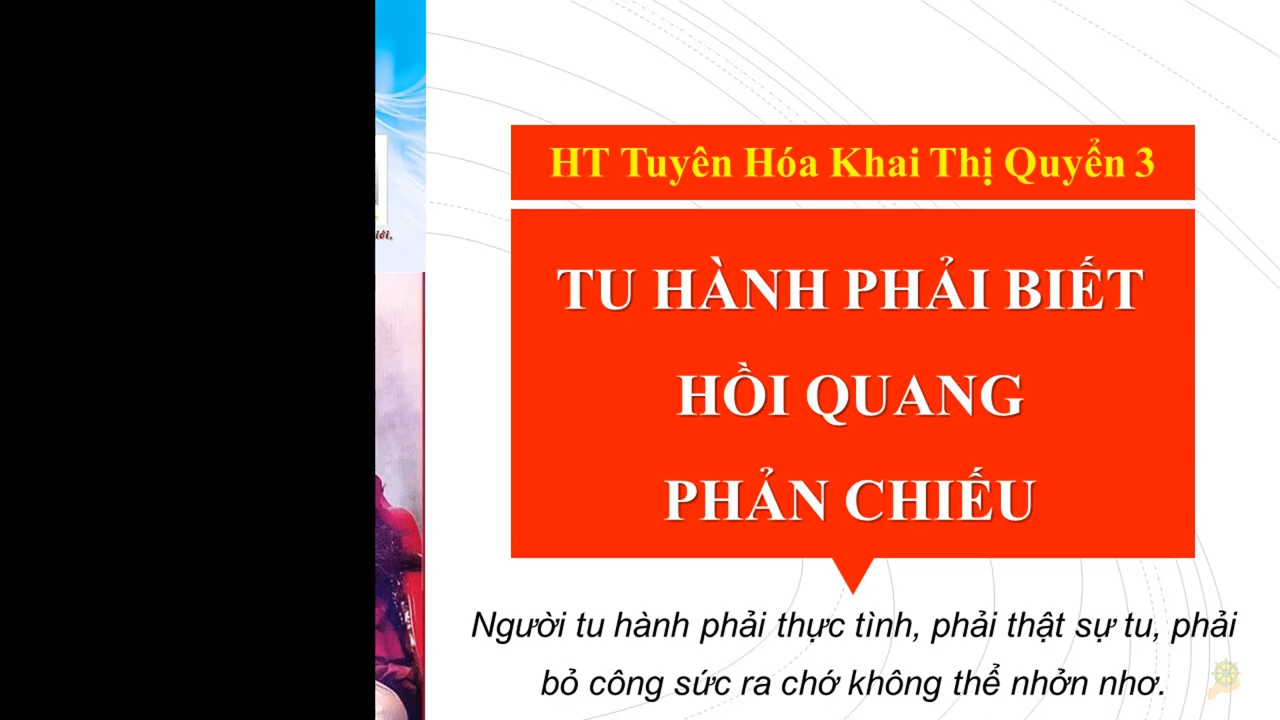 HT Tuyên Hóa Khai Thị Quyển 3
TU HÀNH PHẢI BIẾT
HỒI QUANG
PHẢN CHIẾU
Người tu hành phải thực tình, phải thật sự tu, phải
bỏ công sức ra chớ không thể nhởn nhơ.